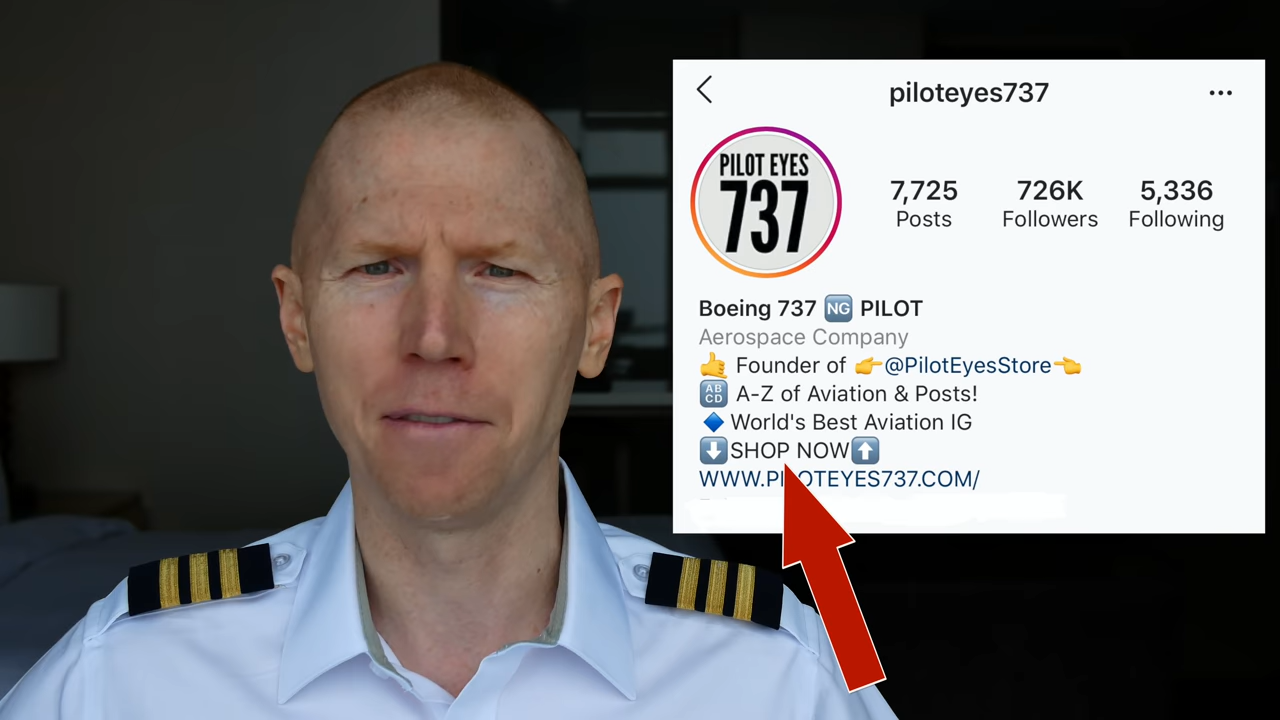 piloteyes737
PILOT EYES
737
7,725 726K 5,336
Posts Followers Following
Boeing 737 🆖 PILOT
Aerospace Company
🤙 Founder of 👉@PilotEyesStore👈
🔠 A-Z of Aviation & Posts!
🔷 World's Best Aviation IG
⬇️SHOP NOW⬆️
WWW.PILOTEYES737.COM/